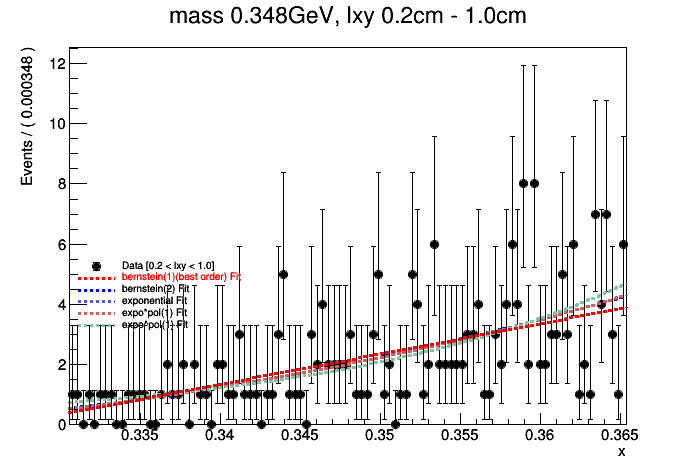 mass 0.348GeV, lxy 0.2cm - 1.0cm
Events / ( 0.000348 )
12
10
8
6
4
2
0
Data [0.2 < lxy < 1.0]
bernstein(1)(best order) Fit
bernstein(2) Fit
exponential Fit
expo*pol(1) Fit
expo*pol(1) Fit
0.335 0.34 0.345 0.35 0.355 0.36 0.365
x